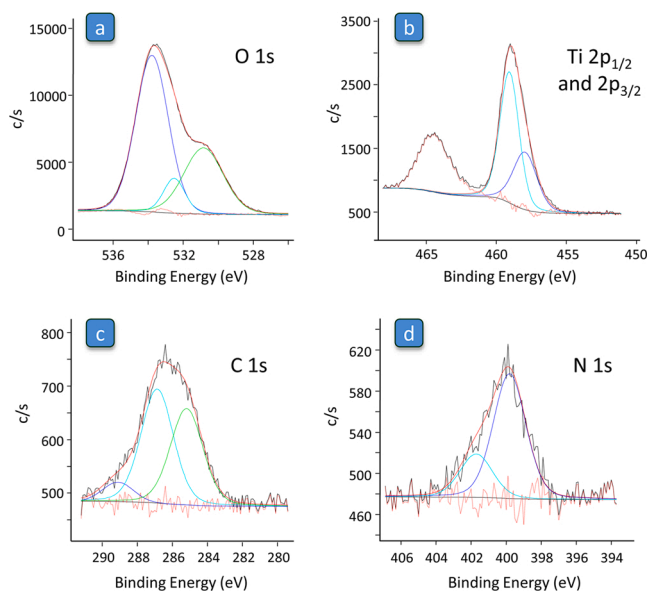 a
O 1s
15000
10000
5000
0
c/s
536
532
528
Binding Energy (eV)
b
Ti 2p1/2
and 2p3/2
3500
2500
1500
500
c/s
465
460
455
450
Binding Energy (eV)
c
C 1s
800
700
600
500
c/s
290
288
286
284
282
280
Binding Energy (eV)
d
N 1s
620
580
540
500
460
c/s
406
404
402
400
398
396
394
Binding Energy (eV)